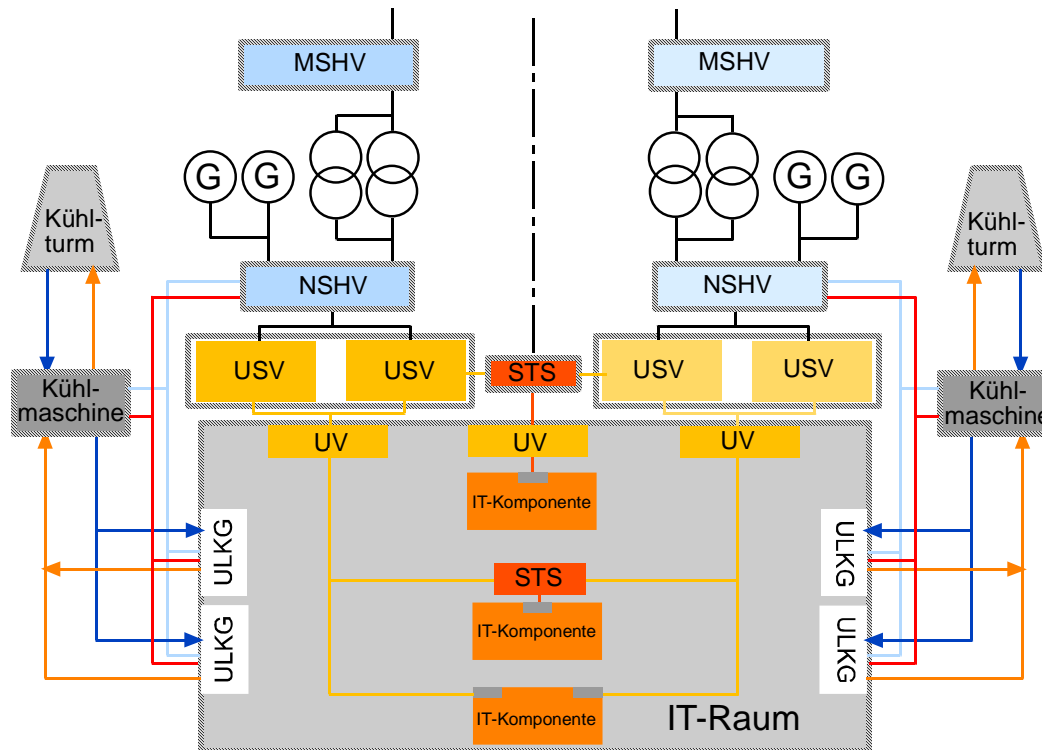 MSHV
MSHV
G
G
G
G
Kühl-
turm
Kühl-
turm
NSHV
NSHV
USV
USV
STS
USV
USV
Kühl-
maschine
Kühl-
maschine
UV
UV
UV
IT-Komponente
ULKG
ULKG
STS
IT-Komponente
ULKG
ULKG
IT-Komponente
IT-Raum